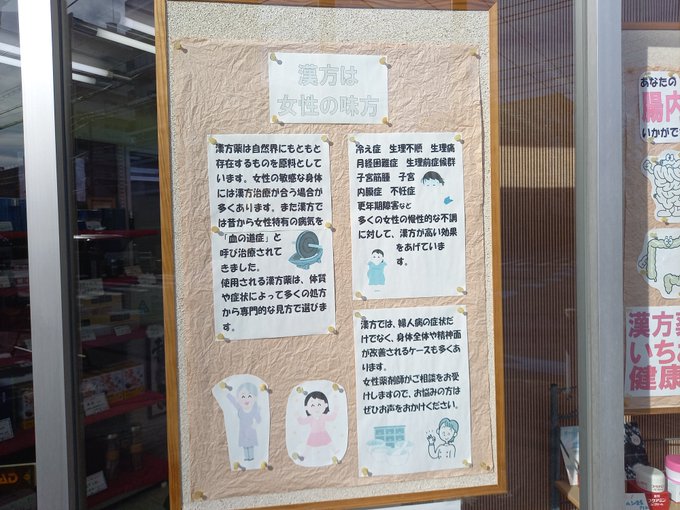 漢方は
女性の味方
漢方薬は自然界にもともと
存在するものを原料として
います。女性の敏感な身体
には漢方治療が合う場合が
多くあります。また漢方で
は昔から女性特有の病気を
「血の道症」と
呼び治療されて
きました。
使用される漢方薬は、体質
や症状によって多くの処方
から専門的な見方で選びま
す。
冷え症 生理不順 生理痛
月経困難症 生理前症候群
子宮筋腫 子宮
内膜症 不妊症
更年期障害など
多くの女性の慢性的な不調
に対して、漢方が高い効果
をあげていま
す。
漢方では、婦人病の症状だ
けでなく、身体全体や精神面
が改善されるケースも多くあ
ります。
女性薬剤師がご相談をお受
けしますので、お悩みの方は
ぜひお声をおかけください。
あなたの
腸内
いかがで
漢方薬
いちお
健康